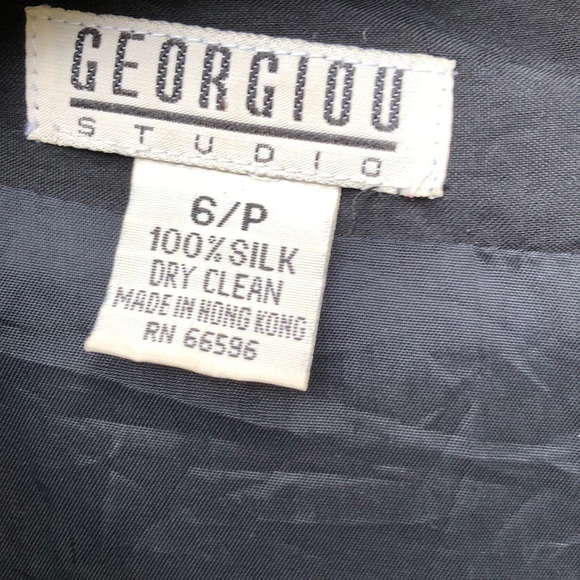 GEORGIOU
STUDIO
6/P
100% SILK
DRY CLEAN
MADE IN HONG KONG
RN 66596